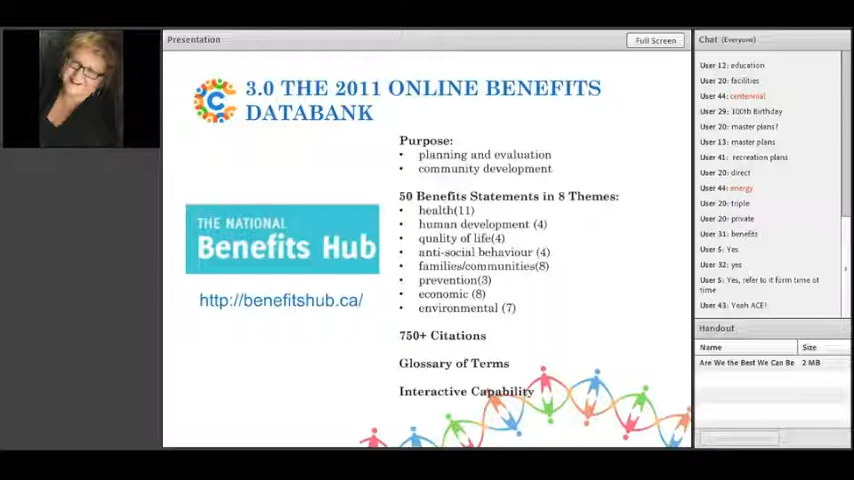 Presentation
Full Screen
3.0 THE 2011 ONLINE BENEFITS
DATABANK
Purpose:
• planning and evaluation
• community development
50 Benefits Statements in 8 Themes:
• health(11)
• human development (4)
• quality of life(4)
• anti-social behaviour (4)
• families/communities(8)
• prevention(3)
• economic (8)
• environmental (7)
750+ Citations
Glossary of Terms
Interactive Capability
THE NATIONAL
Benefits Hub
http://benefitshub.ca/
Chat (Everyone)
User 12: education
User 20: facilities
User 44: centennial
User 29: 100th Birthday
User 20: master plans?
User 13: master plans
User 41: recreation plans
User 20: direct
User 44: energy
User 20: triple
User 20: private
User 31: benefits
User 5: Yes
User 32: yes
User 5: Yes, refer to it form time ot
time
User 43: Yeah ACE!
Handout
Name Size
Are We the Best We Can Be 2 MB